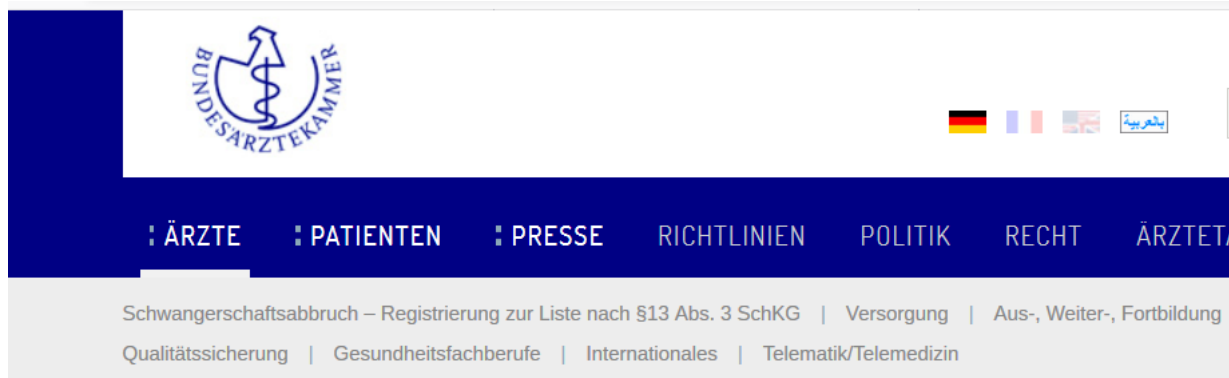 BUNDESÄRZTEKAMMER
بالعربية
: ÄRZTE : PATIENTEN : PRESSE RICHTLINIEN POLITIK RECHT
Schwangerschaftsabbruch – Registrierung zur Liste nach §13 Abs. 3 SchKG | Versorgung | Aus-, Weiter-, Fortbildung
Qualitätssicherung | Gesundheitsfachberufe | Internationales | Telematik/Telemedizin